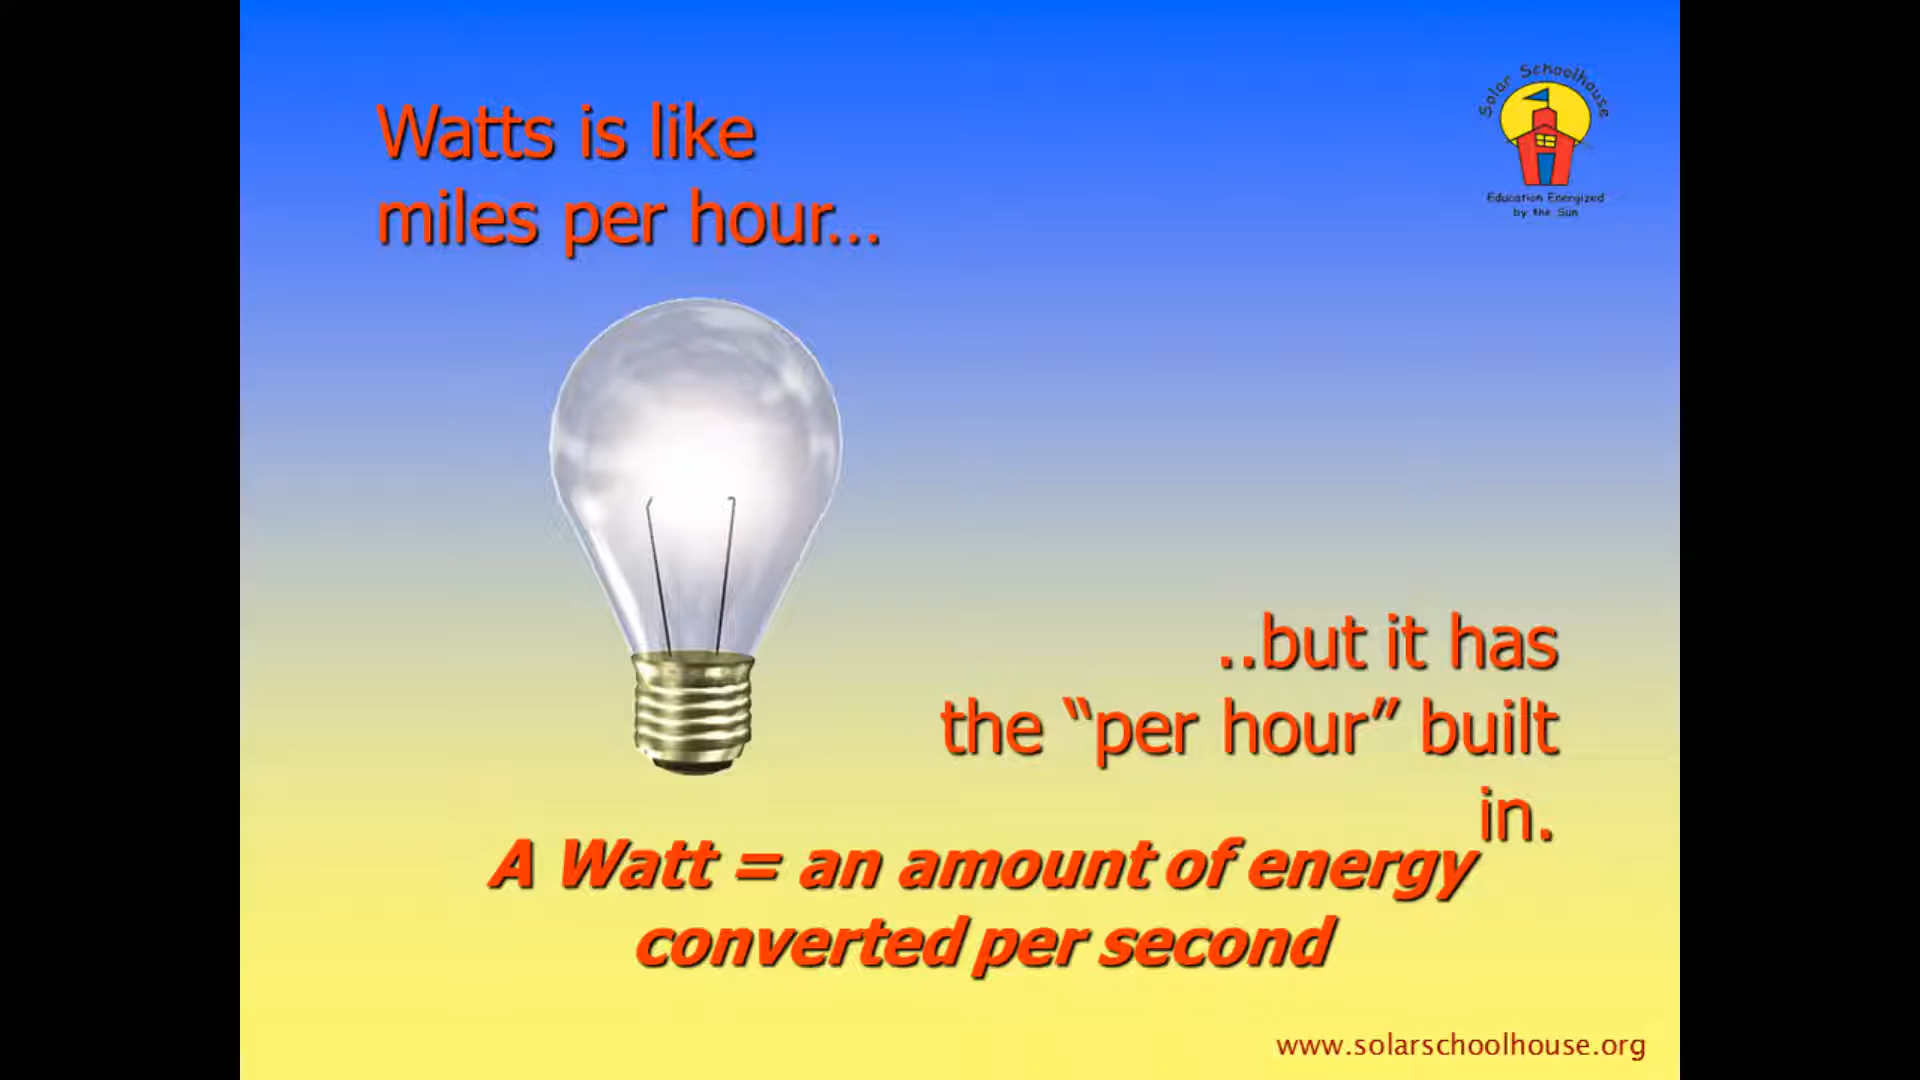 Watts is like
miles per hour...
Solar Schoolhouse
Education Energized
by the Sun
..but it has
the “per hour” built
in.
A Watt = an amount of energy
converted per second
www.solarschoolhouse.org